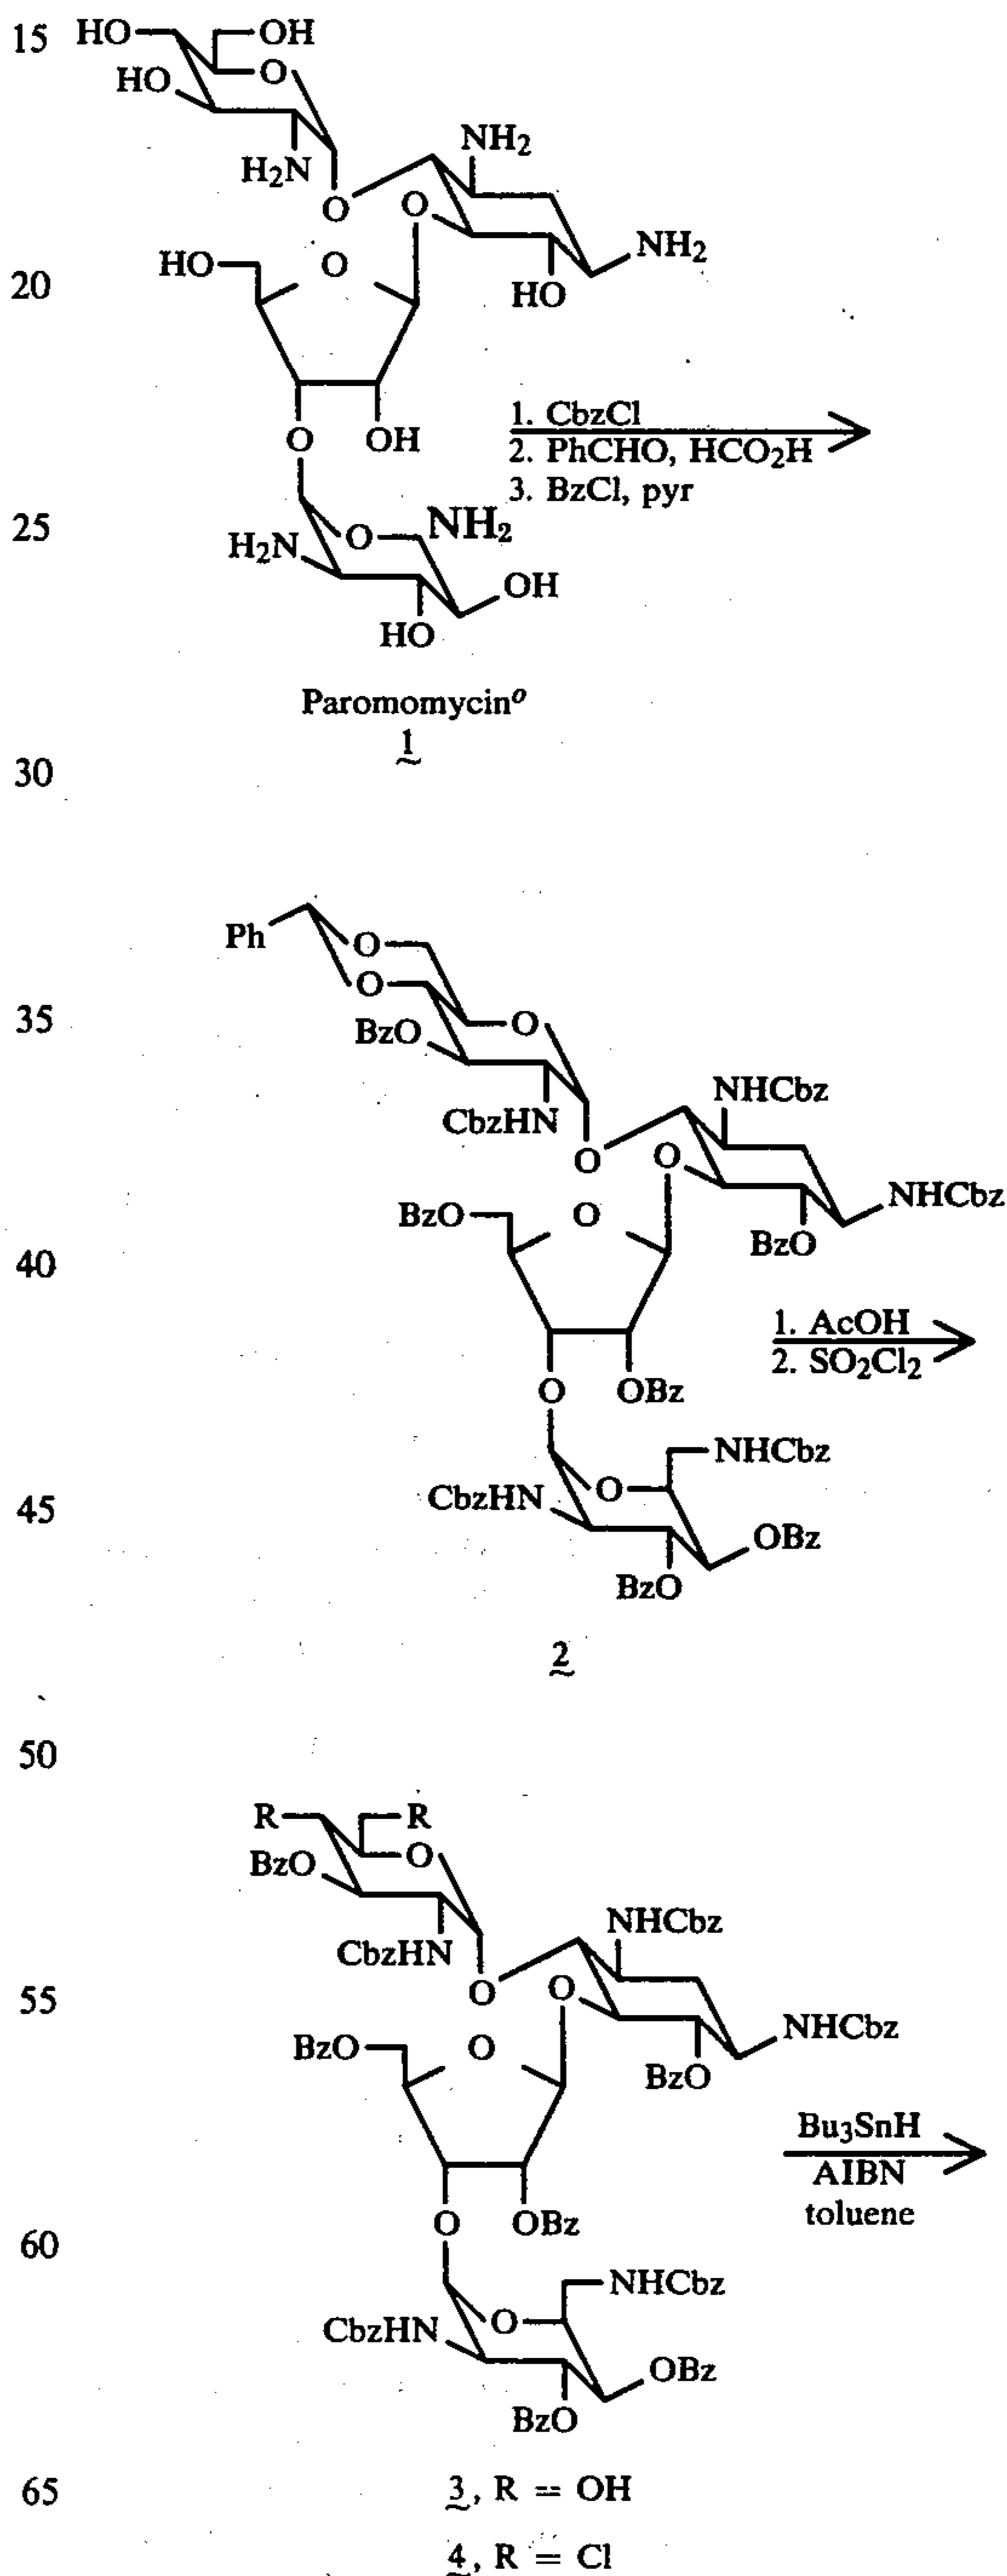 15 HO OH
HO O
NH₂
H₂N
O O
HO O NH₂
20
HO
O OH
1. CbzCl
2. PhCHO, HCO₂H
3. BzCl, pyr
25
H₂N O NH₂
OH
HO
Paromomycinº
1
30
Ph O
O
35
BzO O
NHCbz
CbzHN
O O
NHCbz
BzO O
BzO
40
1. AcOH
2. SO₂Cl₂
O OBz
NHCbz
45 CbzHN O
OBz
BzO
2
50
R R
BzO O
NHCbz
CbzHN
55 O O
NHCbz
BzO O
BzO
Bu₃SnH
AIBN
toluene
60 O OBz
NHCbz
CbzHN O
OBz
BzO
65 3, R = OH
4, R = Cl